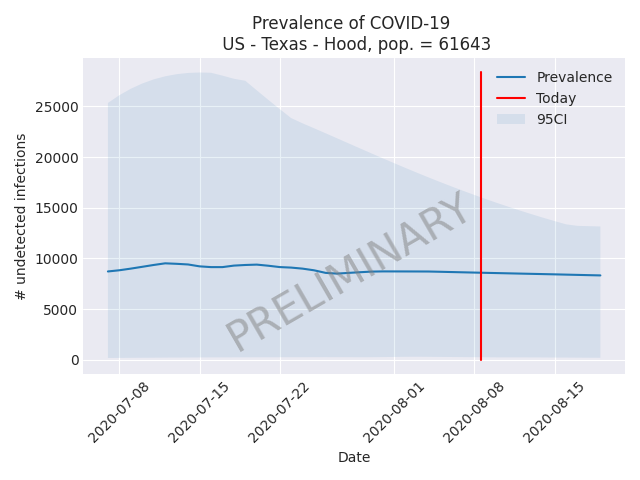 Prevalence of COVID-19
US - Texas - Hood, pop. = 61643
Prevalence
Today
95CI
# undetected infections
25000
20000
15000
10000
5000
0
PRELIMINARY
2020-07-08
2020-07-15
2020-07-22
2020-08-01
2020-08-08
2020-08-15
Date